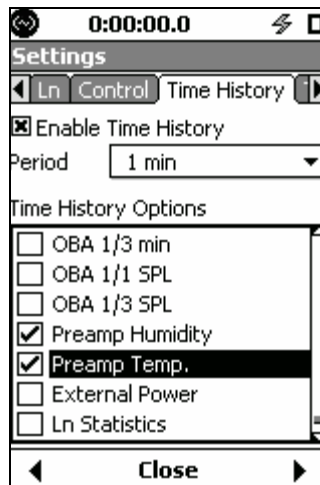 0:00:00.0
Settings
Ln Control Time History
Enable Time History
Period 1 min
Time History Options
OBA 1/3 min
OBA 1/1 SPL
OBA 1/3 SPL
Preamp Humidity
Preamp Temp.
External Power
Ln Statistics
Close